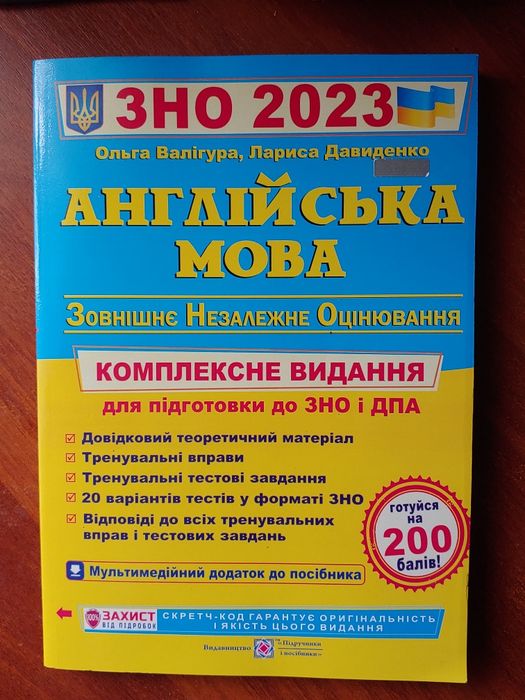 ЗНО 2023
Ольга Валігура, Лариса Давиденко
АНГЛІЙСЬКА
МОВА
Зовнішнє Незалежне Оцінювання
КОМПЛЕКСНЕ ВИДАННЯ
для підготовки до ЗНО і ДПА
Довідковий теоретичний матеріал
Тренувальні вправи
Тренувальні тестові завдання
20 варіантів тестів у форматі ЗНО
Відповіді до всіх тренувальних
вправ і тестових завдань
готуйся
на
200
балів!
Мультимедійний додаток до посібника
100%
ЗАХИСТ
ВІД ПІДРОБОК
СКРЕТЧ-КОД ГАРАНТУЄ ОРИГІНАЛЬНІСТЬ
І ЯКІСТЬ ЦЬОГО ВИДАННЯ
Видавництво
«Підручники
і посібники»